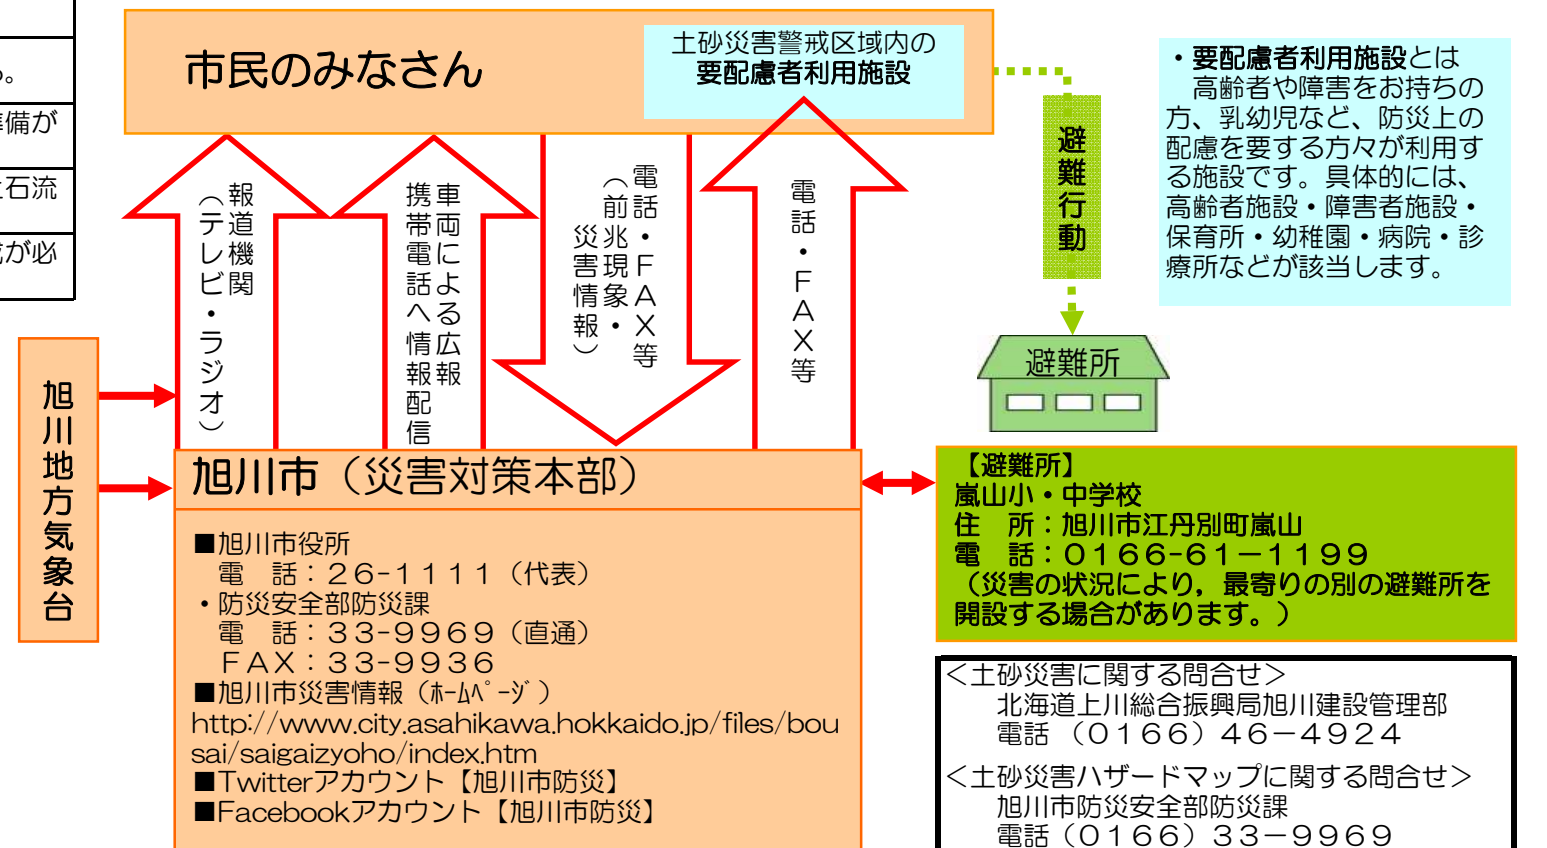 。
準備が
土石流
が必
市民のみなさん
土砂災害警戒区域内の
要配慮者利用施設
・要配慮者利用施設とは
高齢者や障害をお持ちの
方、乳幼児など、防災上の
配慮を要する方々が利用す
る施設です。具体的には、
高齢者施設・障害者施設・
保育所・幼稚園・病院・診
療所などが該当します。
報道機関
（テレビ・ラジオ）
車両による広報
携帯電話へ情報配信
電話・ＦＡＸ等
（前兆現象・
災害情報）
電話・ＦＡＸ等
避難行動
避難所
旭川地方気象台
旭川市（災害対策本部）
■旭川市役所
電　話：２６-１１１１（代表）
・防災安全部防災課
電　話：３３-９９６９（直通）
ＦＡＸ：３３-９９３６
■旭川市災害情報（ﾎｰﾑﾍﾟｰｼﾞ）
http://www.city.asahikawa.hokkaido.jp/files/bou
sai/saigaizyoho/index.htm
■Twitterアカウント【旭川市防災】
■Facebookアカウント【旭川市防災】
【避難所】
嵐山小・中学校
住　所：旭川市江丹別町嵐山
電　話：０１６６-６１－１１９９
（災害の状況により，最寄りの別の避難所を
開設する場合があります。）
＜土砂災害に関する問合せ＞
北海道上川総合振興局旭川建設管理部
電話（０１６６）４６－４９２４
＜土砂災害ハザードマップに関する問合せ＞
旭川市防災安全部防災課
電話（０１６６）３３－９９６９